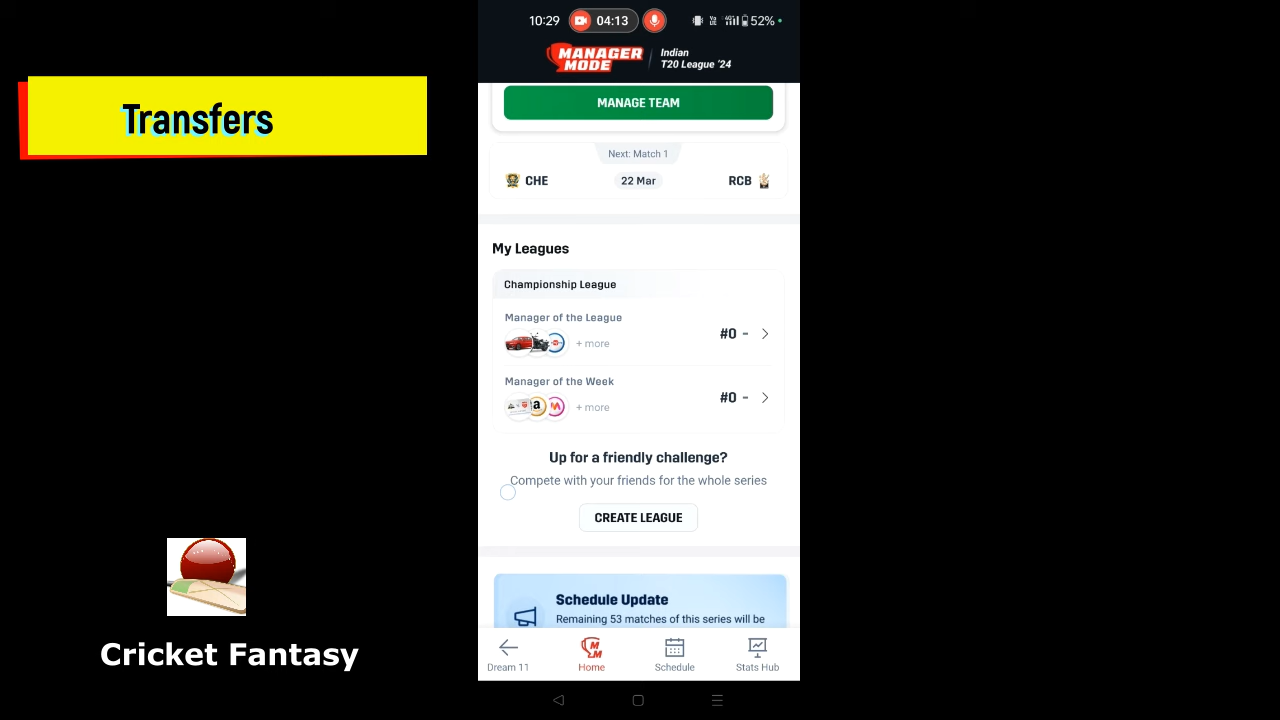 Transfers
Cricket Fantasy
10:29
04:13
52%
MANAGER MODE
Indian
T20 League '24
MANAGE TEAM
Next: Match 1
CHE 22 Mar RCB
My Leagues
Championship League
Manager of the League
+ more
#0 -
Manager of the Week
a
+ more
#0 -
Up for a friendly challenge?
Compete with your friends for the whole series
CREATE LEAGUE
Schedule Update
Remaining 53 matches of this series will be
Dream 11 Home Schedule Stats Hub